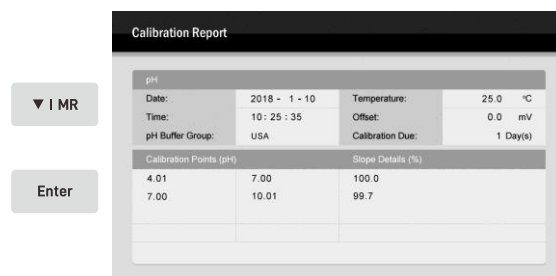 Calibration Report
pH
Date: 2018 - 1 - 10 Temperature: 25.0 ºC
▼ I MR
Time: 10: 25 : 35 Offset: 0.0 mV
pH Buffer Group: USA Calibration Due: 1 Day(s)
Calibration Points (pH) Slope Details (%)
4.01 7.00 100.0
Enter
7.00 10.01 99.7